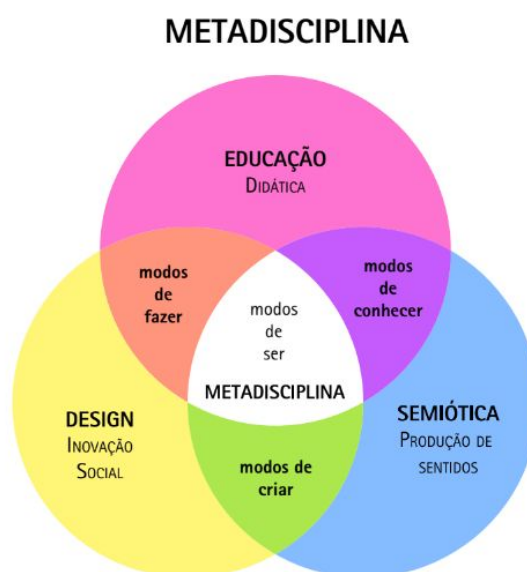 METADISCIPLINA
EDUCAÇÃO
DIDÁTICA
modos
de
fazer
modos
de
conhecer
modos
de
ser
METADISCIPLINA
DESIGN
INOVAÇÃO
SOCIAL
SEMIÓTICA
PRODUÇÃO DE
SENTIDOS
modos de
criar